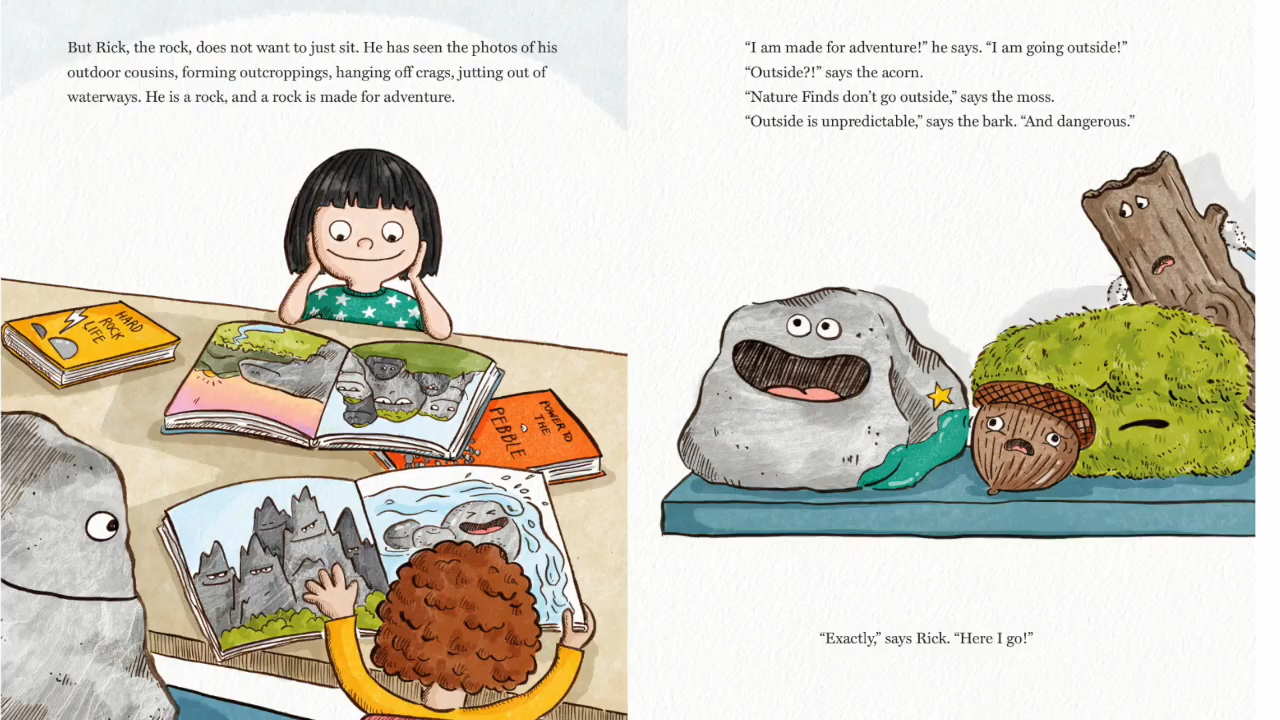 But Rick, the rock, does not want to just sit. He has seen the photos of his
outdoor cousins, forming outcroppings, hanging off crags, jutting out of
waterways. He is a rock, and a rock is made for adventure.
HARD
ROCK
LIFE
POWER TO
THE
PEBBLE
“I am made for adventure!” he says. “I am going outside!”
“Outside?!” says the acorn.
“Nature Finds don’t go outside,” says the moss.
“Outside is unpredictable,” says the bark. “And dangerous.”
“Exactly,” says Rick. “Here I go!”